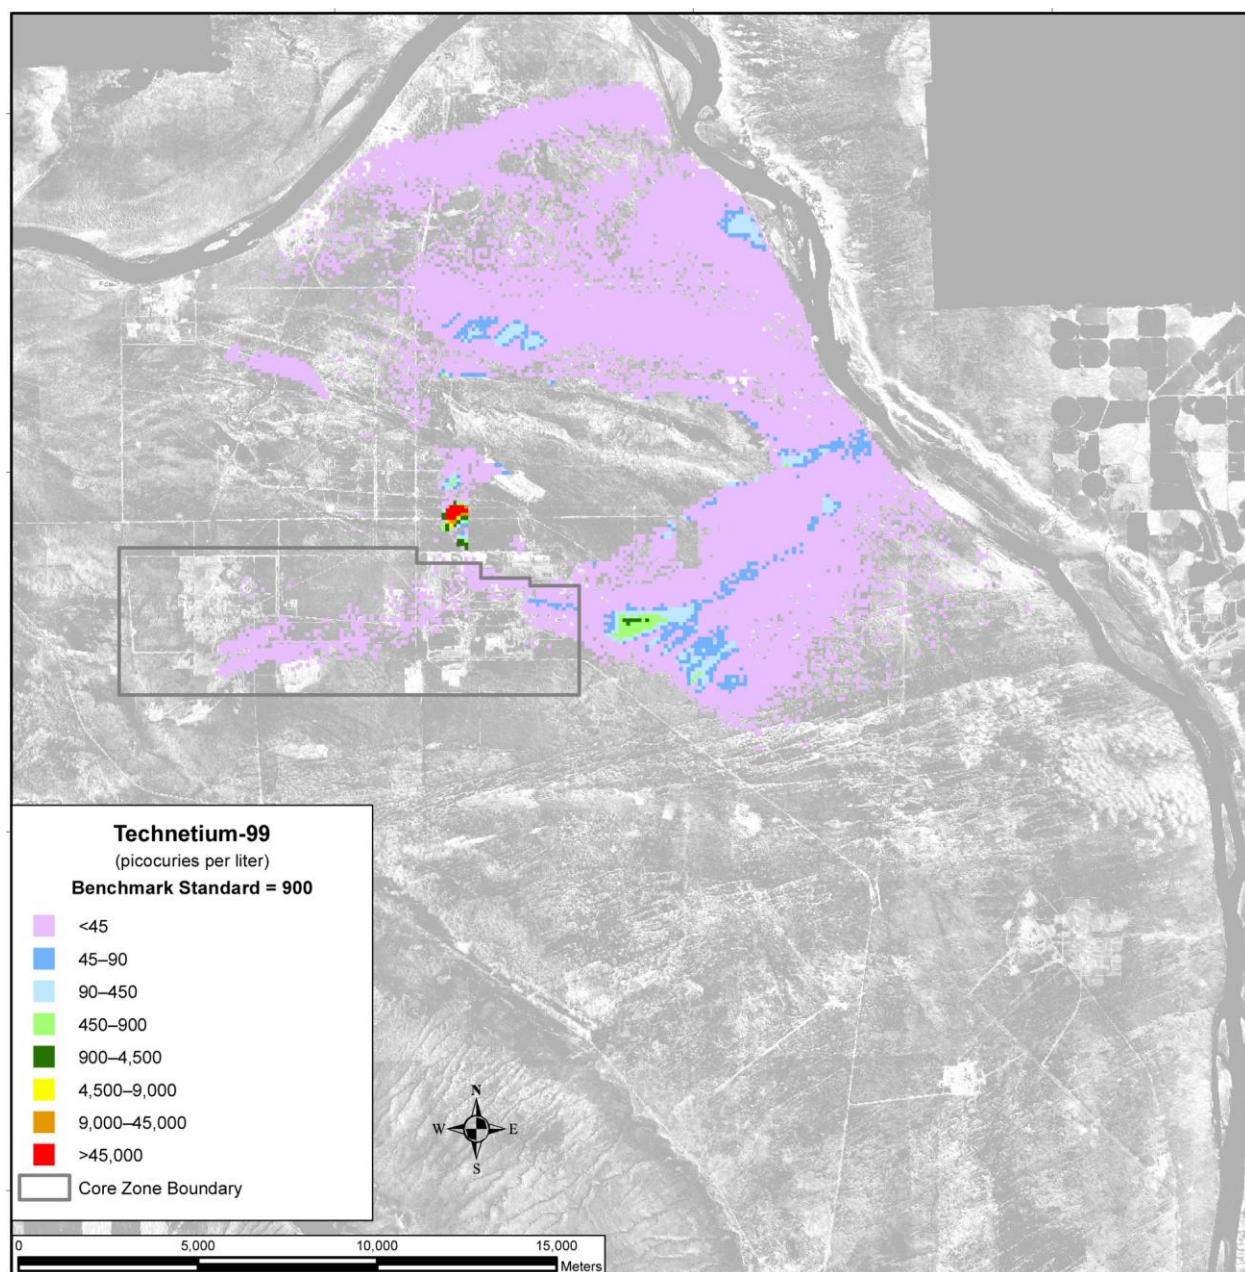 N
W E
S
Technetium-99
(picocuries per liter)
Benchmark Standard = 900
<45
45–90
90–450
450–900
900–4,500
4,500–9,000
9,000–45,000
>45,000
Core Zone Boundary
0 5,000 10,000 15,000
Meters